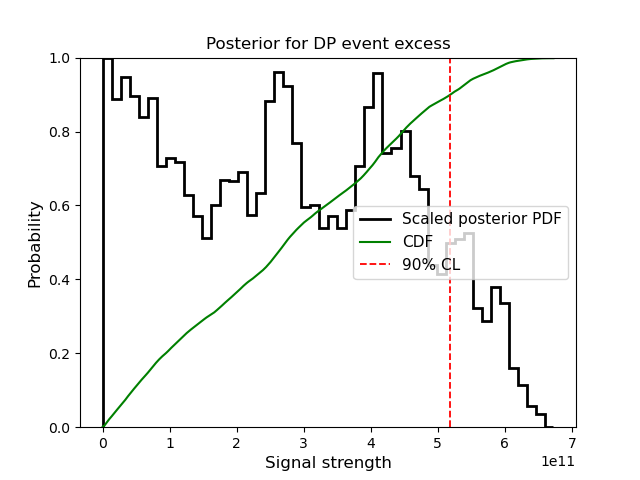 Posterior for DP event excess
1.0
0.8
0.6
0.4
0.2
0.0
Probability
Scaled posterior PDF
CDF
90% CL
0 1 2 3 4 5 6 7
1e11
Signal strength